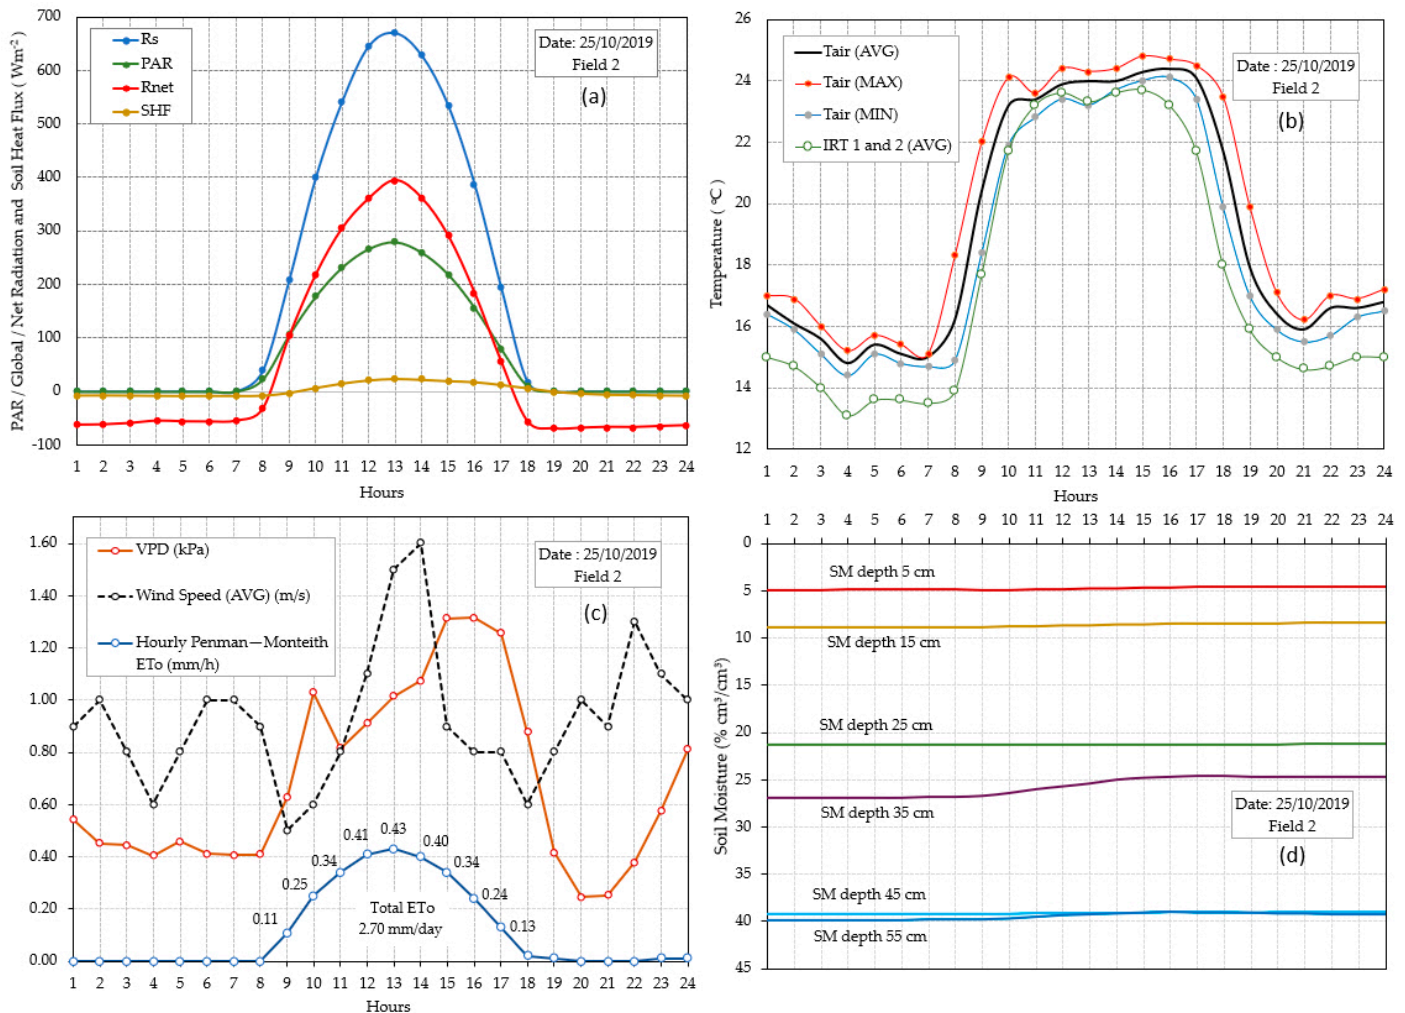 PAR / Global / Net Radiation and Soil Heat Flux ( Wm⁻²)
700
600
500
400
300
200
100
0
-100
Rs
PAR
Rnet
SHF
Date: 25/10/2019
Field 2
(a)
1 2 3 4 5 6 7 8 9 10 11 12 13 14 15 16 17 18 19 20 21 22 23 24
Hours
Temperature ( °C)
26
24
22
20
18
16
14
12
Tair (AVG)
Tair (MAX)
Tair (MIN)
IRT 1 and 2 (AVG)
Date : 25/10/2019
Field 2
(b)
1 2 3 4 5 6 7 8 9 10 11 12 13 14 15 16 17 18 19 20 21 22 23 24
Hours
1.60
1.40
1.20
1.00
0.80
0.60
0.40
0.20
0.00
VPD (kPa)
Wind Speed (AVG) (m/s)
Hourly Penman—Monteith
ETo (mm/h)
Date : 25/10/2019
Field 2
(c)
0.11
0.25
0.34
0.41
0.43
0.40
0.34
0.24
0.13
Total ETo
2.70 mm/day
1 2 3 4 5 6 7 8 9 10 11 12 13 14 15 16 17 18 19 20 21 22 23 24
Hours
1 2 3 4 5 6 7 8 9 10 11 12 13 14 15 16 17 18 19 20 21 22 23 24
Soil Moisture (% cm³/cm³)
0
5
10
15
20
25
30
35
40
45
SM depth 5 cm
SM depth 15 cm
SM depth 25 cm
SM depth 35 cm
Date: 25/10/2019
Field 2
(d)
SM depth 45 cm
SM depth 55 cm